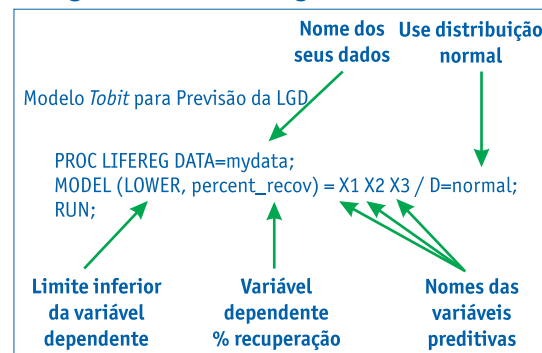 Nome dos
seus dados
Use distribuição
normal
Modelo Tobit para Previsão da LGD
PROC LIFEREG DATA=mydata;
MODEL (LOWER, percent_recov) = X1 X2 X3 / D=normal;
RUN;
Limite inferior
da variável
dependente
Variável
dependente
% recuperação
Nomes das
variáveis
preditivas